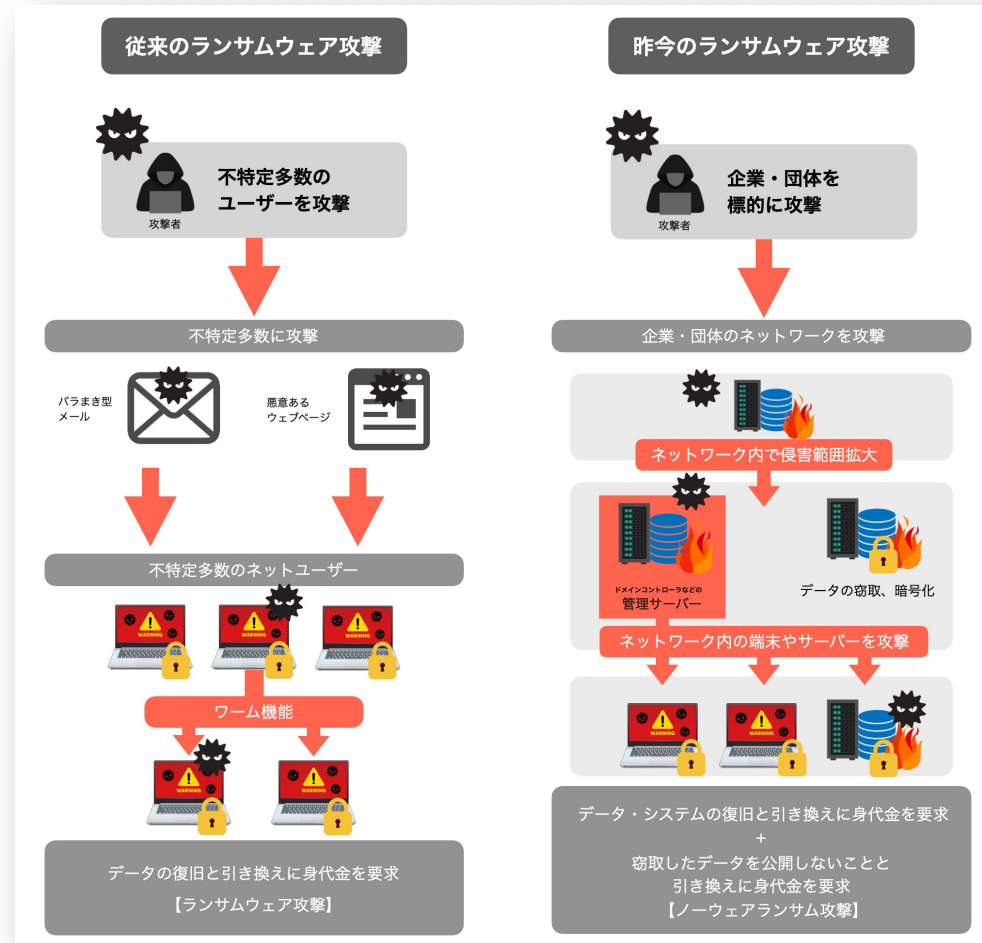 従来のランサムウェア攻撃
不特定多数の
ユーザーを攻撃
攻撃者
不特定多数に攻撃
バラまき型
メール
悪意ある
ウェブページ
不特定多数のネットユーザー
WARNING
WARNING
WARNING
ワーム機能
WARNING
WARNING
データの復旧と引き換えに身代金を要求
【ランサムウェア攻撃】
昨今のランサムウェア攻撃
企業・団体を
標的に攻撃
攻撃者
企業・団体のネットワークを攻撃
ネットワーク内で侵害範囲拡大
ドメインコントローラなどの
管理サーバー
データの窃取、暗号化
ネットワーク内の端末やサーバーを攻撃
WARNING
WARNING
データ・システムの復旧と引き換えに身代金を要求
+
窃取したデータを公開しないことと
引き換えに身代金を要求
【ノーウェアランサム攻撃】